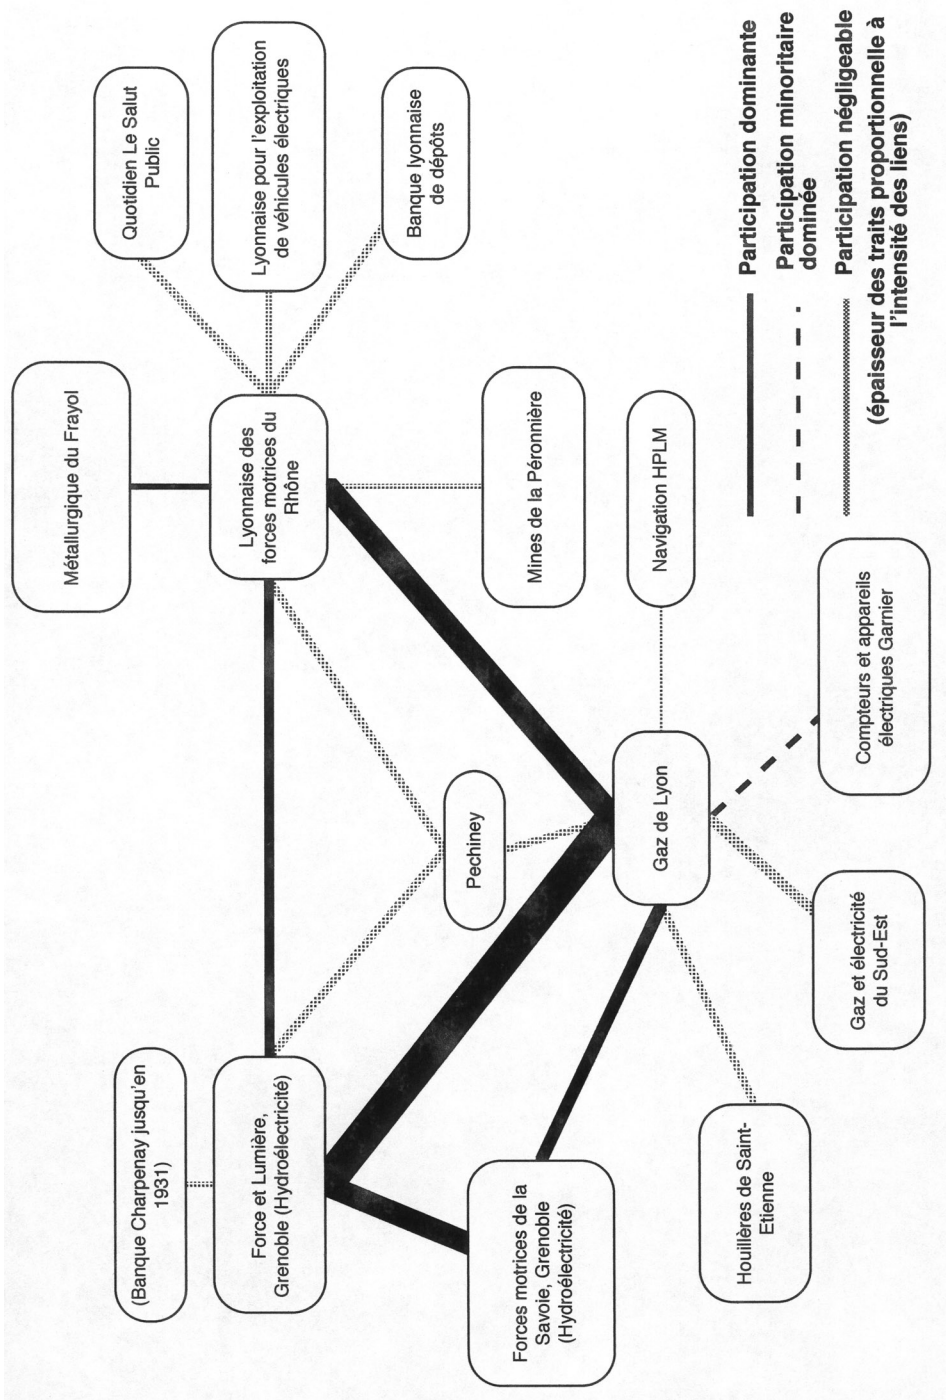 Métallurgique du Frayol
Quotidien Le Salut
Public
(Banque Charpenay jusqu'en
1931)
Force et Lumière,
Grenoble (Hydroélectricité)
Lyonnaise des
forces motrices du
Rhône
Lyonnaise pour l'exploitation
de véhicules électriques
Banque lyonnaise
de dépôts
Pechiney
Forces motrices de la
Savoie, Grenoble
(Hydroélectricité)
Mines de la Péronnière
Gaz de Lyon
Navigation HPLM
Houillères de Saint-
Etienne
Gaz et électricité
du Sud-Est
Compteurs et appareils
électriques Garnier
Participation dominante
Participation minoritaire
dominée
Participation négligeable
(épaisseur des traits proportionnelle à
l'intensité des liens)